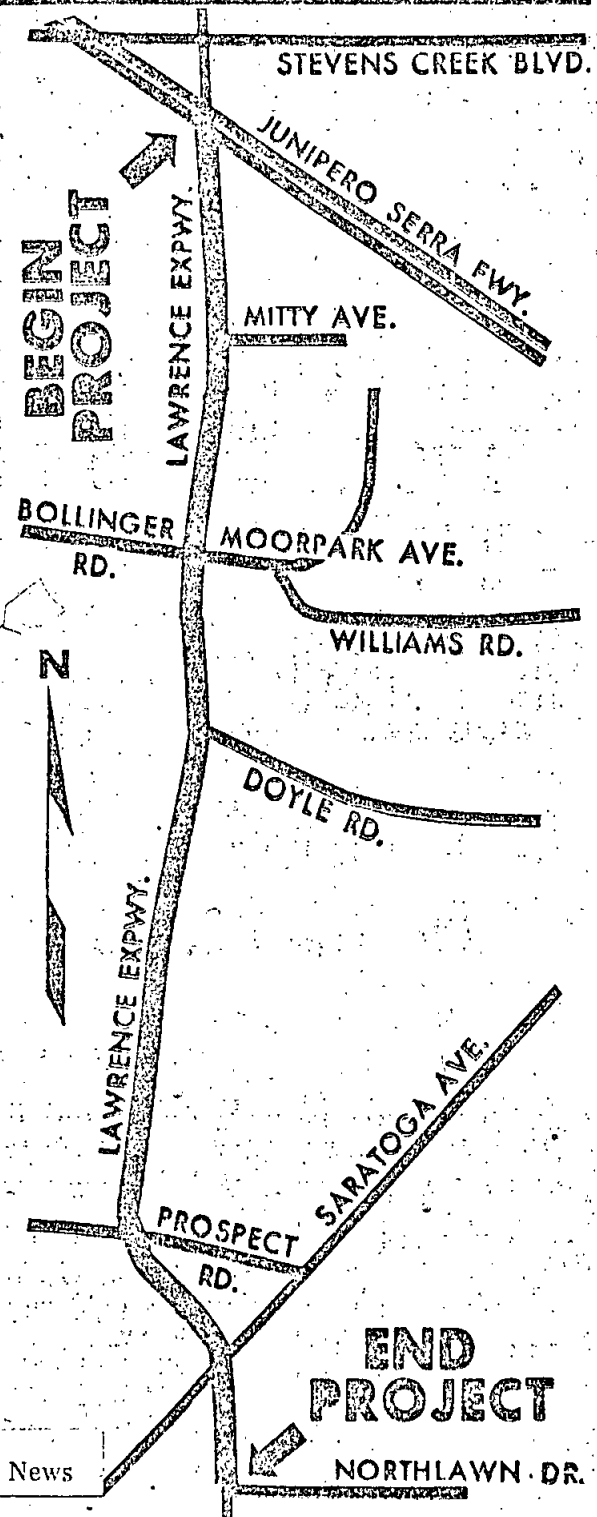 STEVENS CREEK BLVD.
JUNIPERO SERRA FWY.
BEGIN
PROJECT
LAWRENCE EXPWY.
MITTY AVE.
BOLLINGER
RD.
MOORPARK AVE.
WILLIAMS RD.
N
DOYLE RD.
LAWRENCE EXPWY.
SARATOGA AVE.
PROSPECT
RD.
END
PROJECT
News
NORTHLAWN DR.